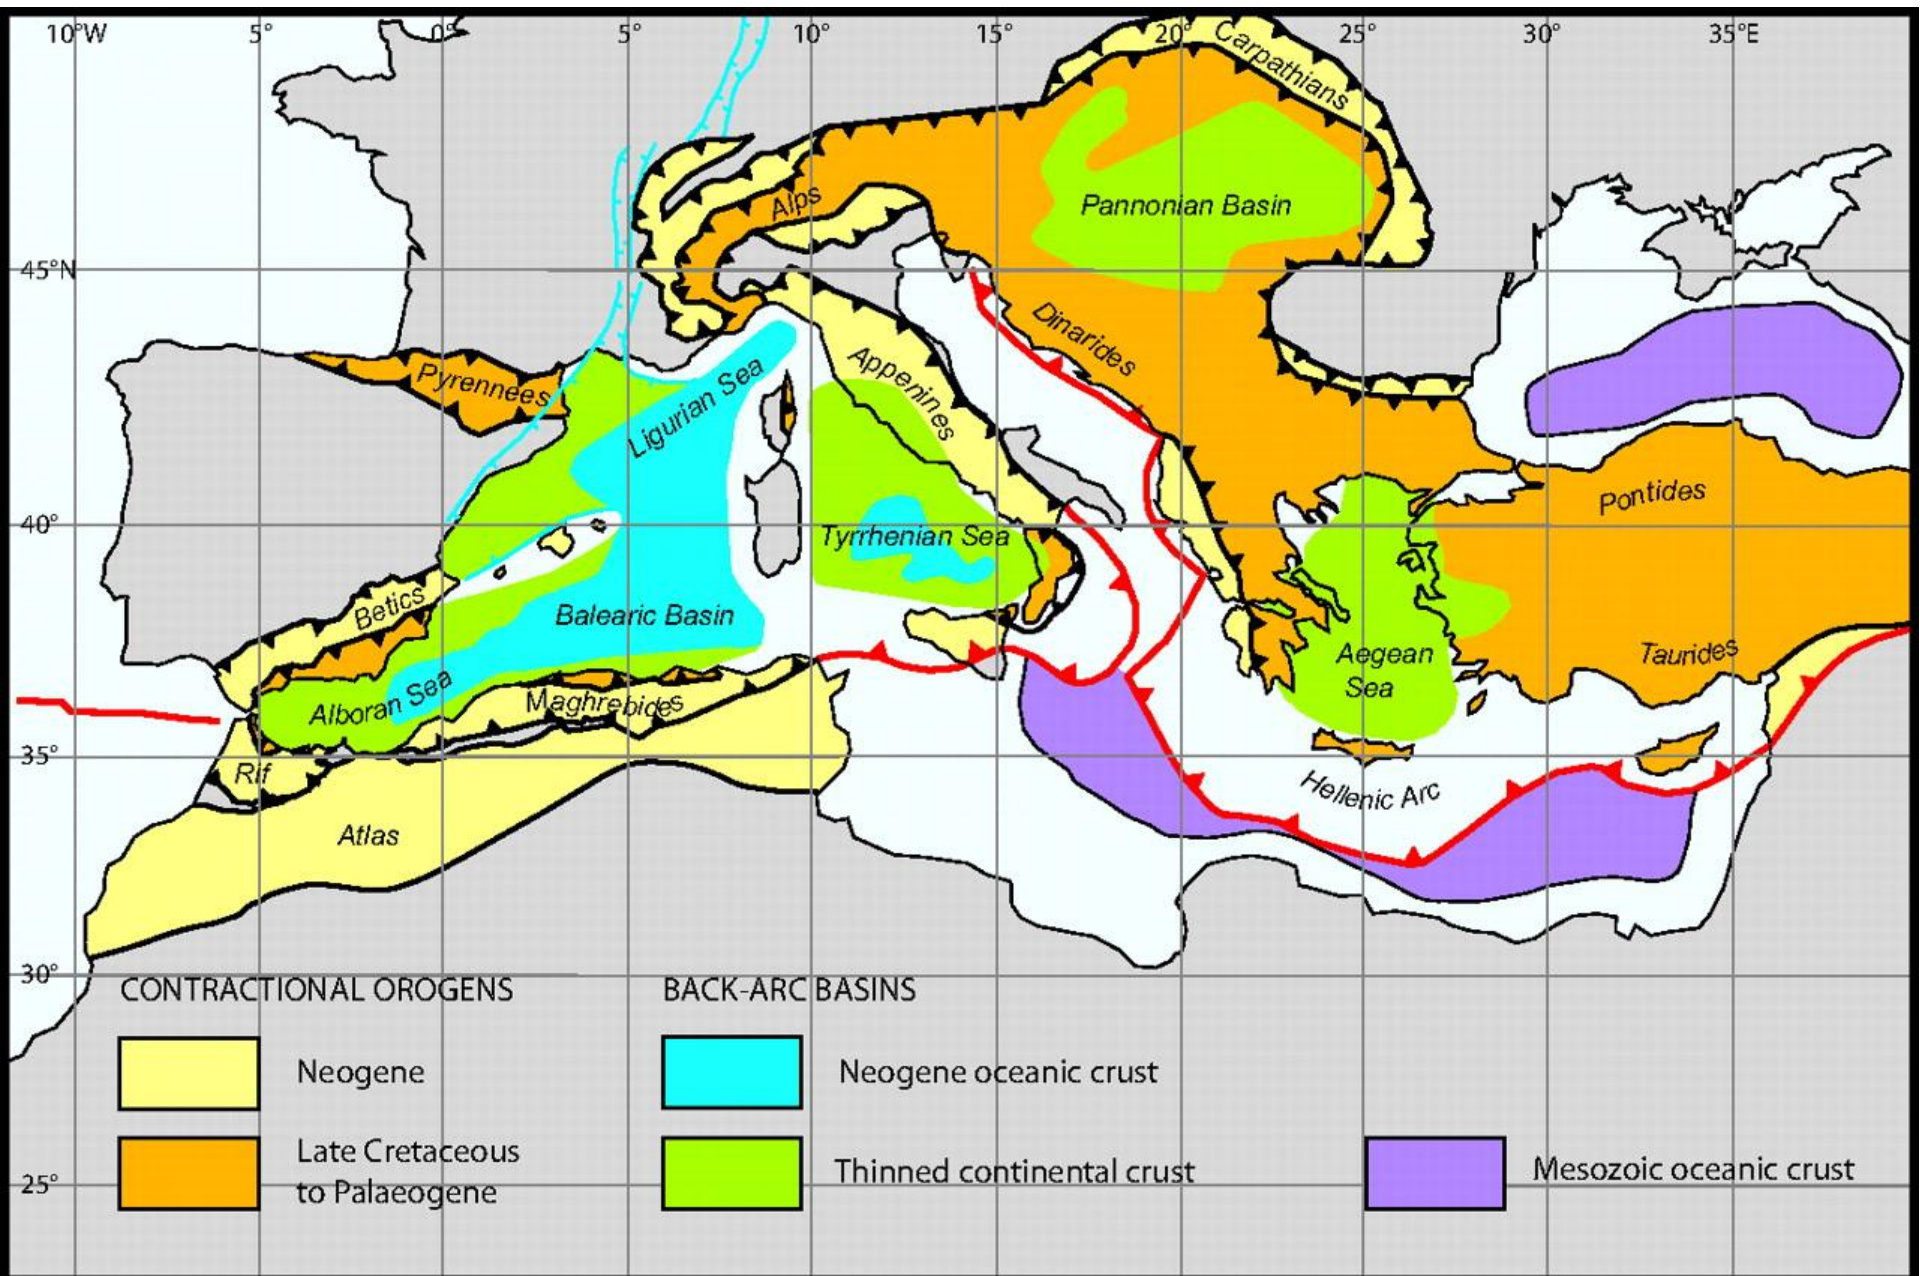 10°W 5° 0° 5° 10° 15° 20° 25° 30° 35°E
Carpathians
Alps
Pannonian Basin
45°N
Dinarides
Pyrennees
Appenines
Ligurian Sea
Pontides
40°
Tyrrhenian Sea
Betics
Balearic Basin
Aegean
Sea
Taurides
Alboran Sea
Maghrebides
35°
Rif
Hellenic Arc
Atlas
30°
CONTRACTIONAL OROGENS
BACK-ARC BASINS
Neogene
Neogene oceanic crust
Late Cretaceous
to Palaeogene
Thinned continental crust
Mesozoic oceanic crust
25°